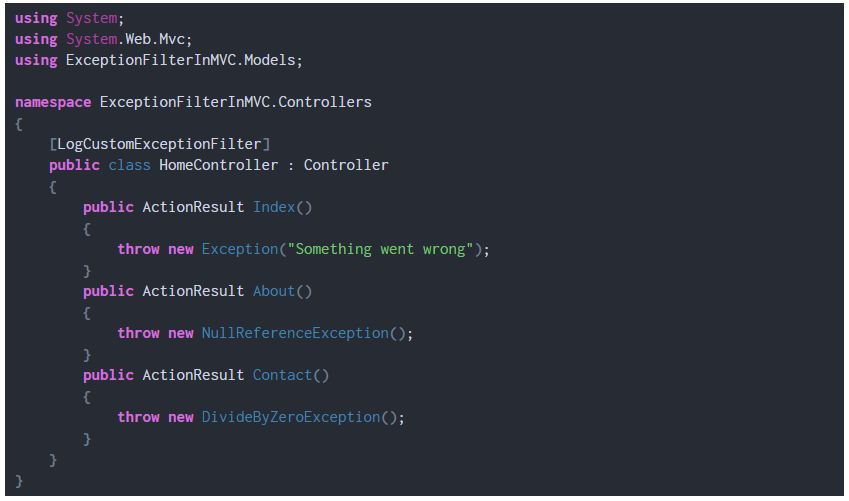 using System;
using System.Web.Mvc;
using ExceptionFilterInMVC.Models;

namespace ExceptionFilterInMVC.Controllers
{
    [LogCustomExceptionFilter]
    public class HomeController : Controller
    {
        public ActionResult Index()
        {
            throw new Exception("Something went wrong");
        }
        public ActionResult About()
        {
            throw new NullReferenceException();
        }
        public ActionResult Contact()
        {
            throw new DivideByZeroException();
        }
    }
}